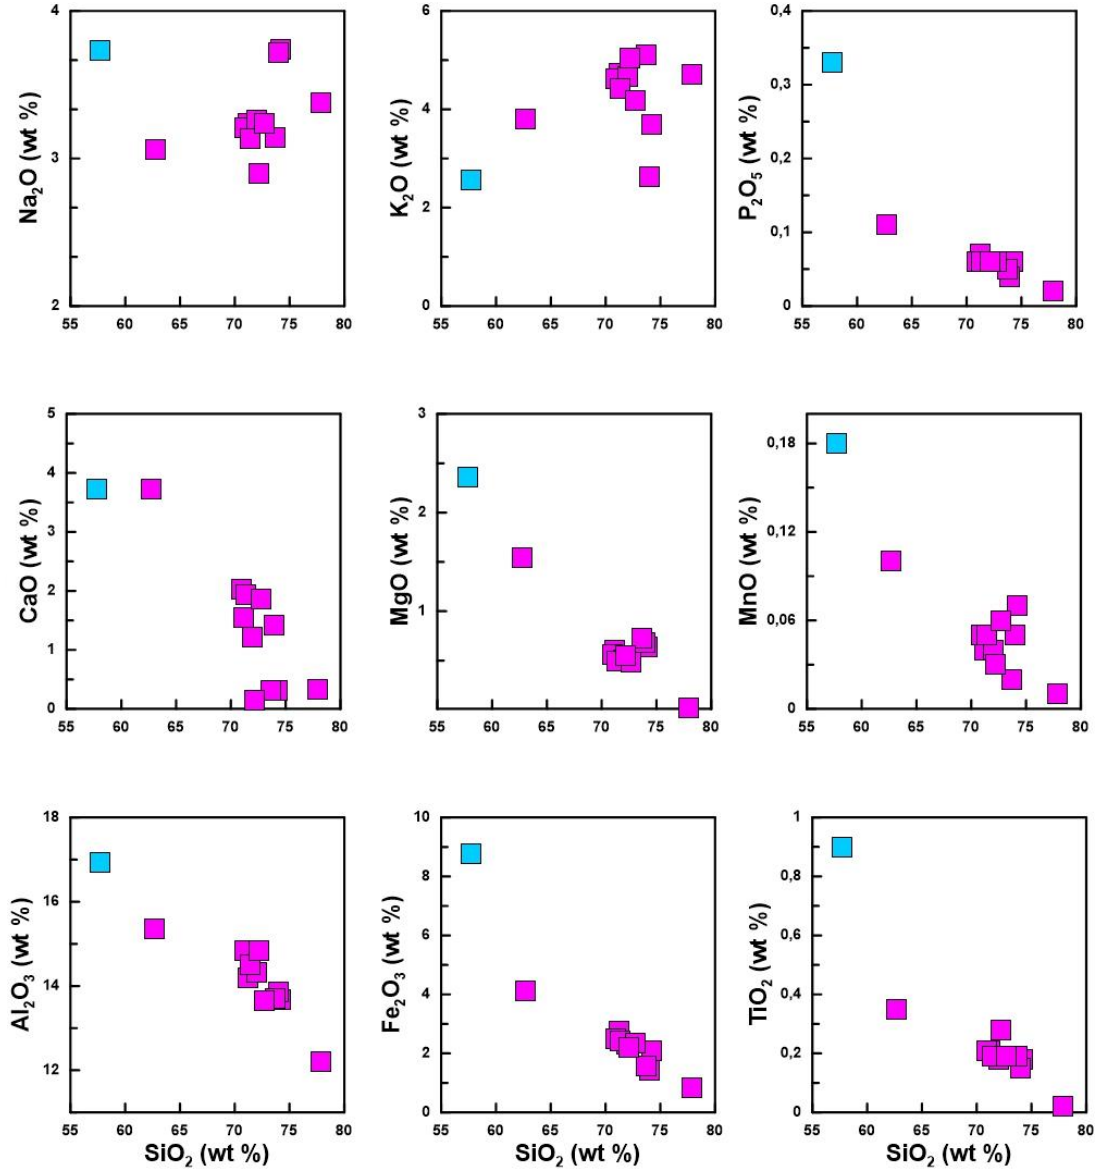 Na₂O (wt %)
4
3
2
55 60 65 70 75 80
K₂O (wt %)
6
4
2
0
55 60 65 70 75 80
P₂O₅ (wt %)
0,4
0,3
0,2
0,1
0
55 60 65 70 75 80
CaO (wt %)
5
4
3
2
1
0
55 60 65 70 75 80
MgO (wt %)
3
2
1
55 60 65 70 75 80
MnO (wt %)
0,18
0,12
0,06
0
55 60 65 70 75 80
Al₂O₃ (wt %)
18
16
14
12
55 60 65 70 75 80
SiO₂ (wt %)
Fe₂O₃ (wt %)
10
8
6
4
2
0
55 60 65 70 75 80
SiO₂ (wt %)
TiO₂ (wt %)
1
0,8
0,6
0,4
0,2
0
55 60 65 70 75 80
SiO₂ (wt %)